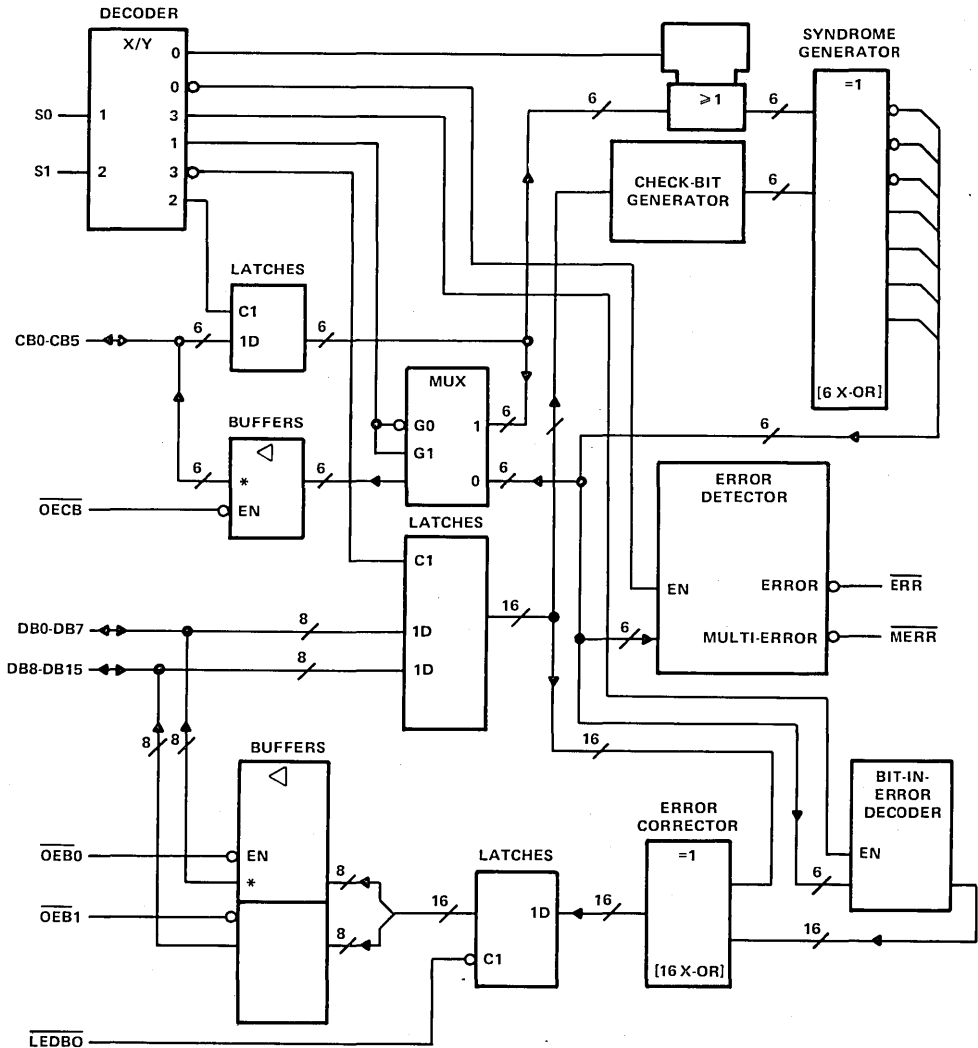 DECODER
X/Y
0
0
3
1
3
2
S0
1
S1
2
SYNDROME
GENERATOR
=1
[6 X-OR]
6
⩾1
6
CHECK-BIT
GENERATOR
6
LATCHES
C1
1D
CB0-CB5
6
6
MUX
G0
G1
1
0
6
6
6
BUFFERS
▷
*
EN
6
6
OECB
LATCHES
C1
1D
1D
16
ERROR
DETECTOR
EN
ERROR
MULTI-ERROR
ERR
MERR
6
DB0-DB7
8
DB8-DB15
8
8
8
16
BUFFERS
▷
EN
*
OEB0
OEB1
8
8
LATCHES
1D
C1
16
16
ERROR
CORRECTOR
=1
[16 X-OR]
BIT-IN-
ERROR
DECODER
EN
6
16
LEDBO